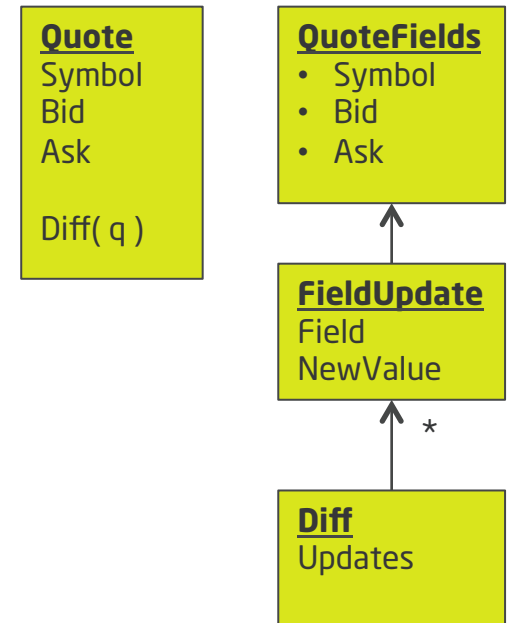 Quote
Symbol
Bid
Ask
Diff( q )
QuoteFields
• Symbol
• Bid
• Ask
FieldUpdate
Field
NewValue
*
Diff
Updates